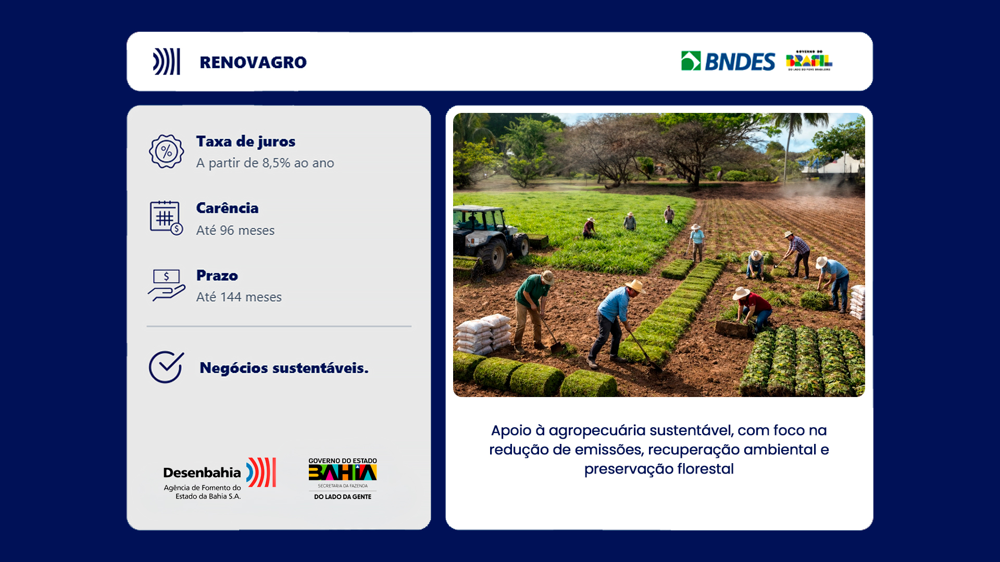 RENOVAGRO
BNDES
GOVERNO DO
BRASIL
DO LADO DO POVO BRASILEIRO
Taxa de juros
A partir de 8,5% ao ano
Carência
Até 96 meses
Prazo
Até 144 meses
Negócios sustentáveis.
Desenbahia
Agência de Fomento do
Estado da Bahia S.A.
GOVERNO DO ESTADO
BAHIA
SECRETARIA DA FAZENDA
DO LADO DA GENTE
Apoio à agropecuária sustentável, com foco na
redução de emissões, recuperação ambiental e
preservação florestal